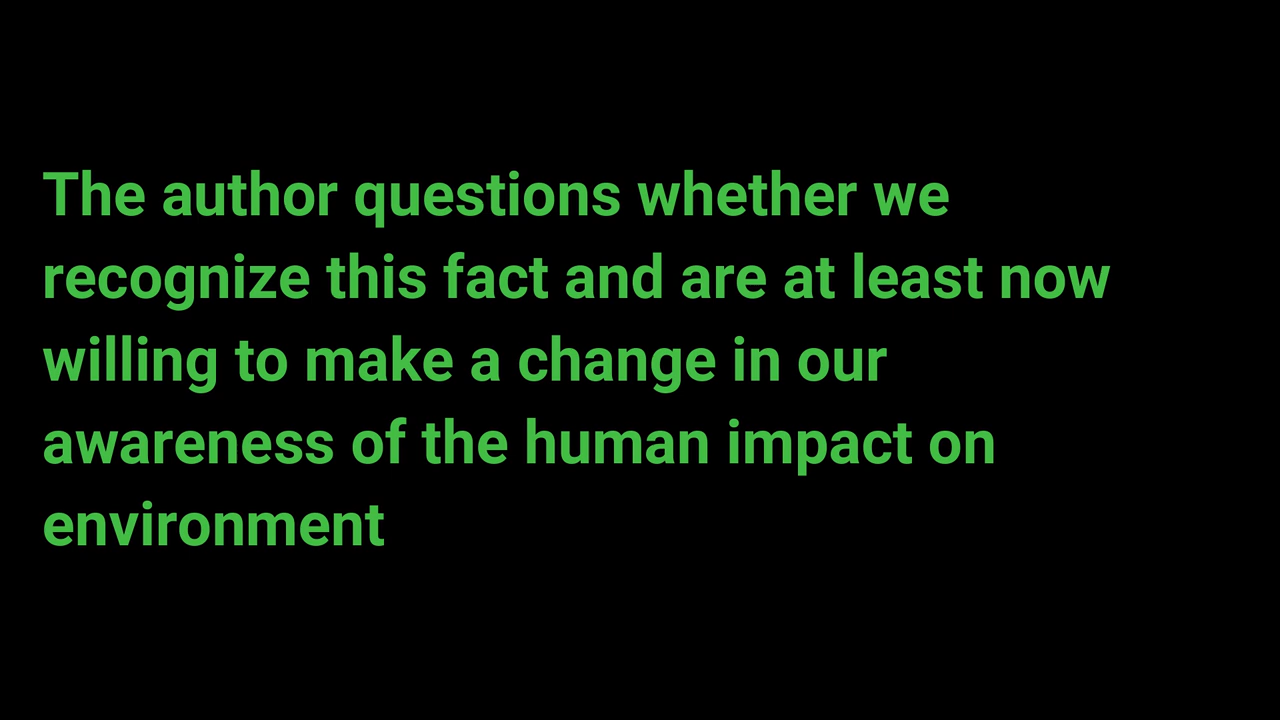 The author questions whether we
recognize this fact and are at least now
willing to make a change in our
awareness of the human impact on
environment